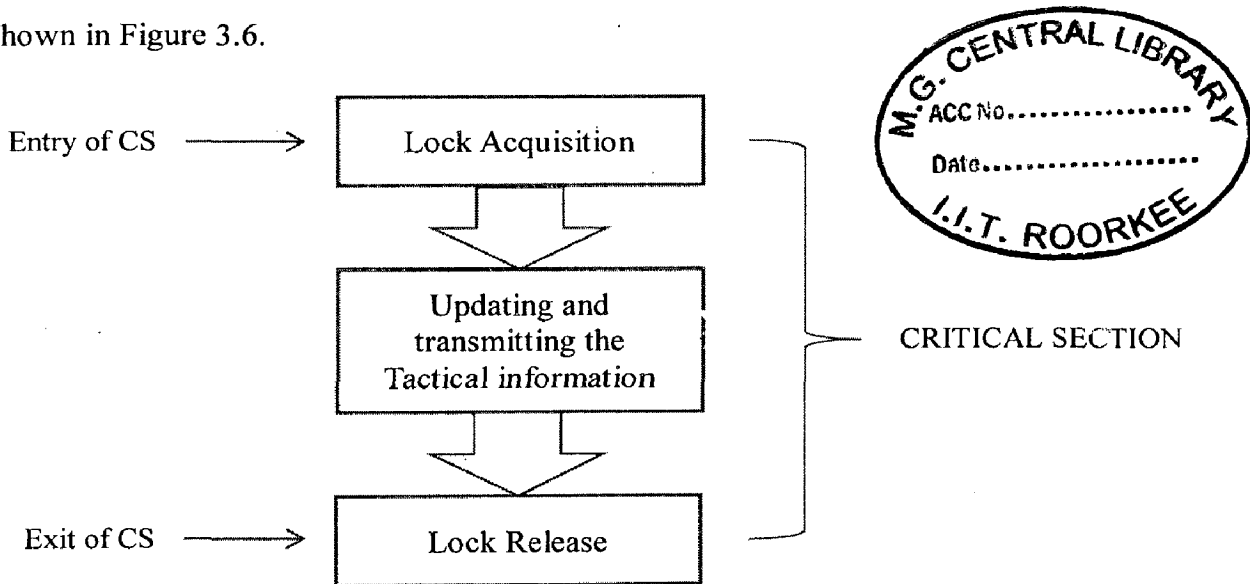 hown in Figure 3.6.
M.G. CENTRAL LIBRARY
ACC No..................
Date.....................
I.I.T. ROORKEE
Entry of CS
Lock Acquisition
Updating and
transmitting the
Tactical information
CRITICAL SECTION
Exit of CS
Lock Release